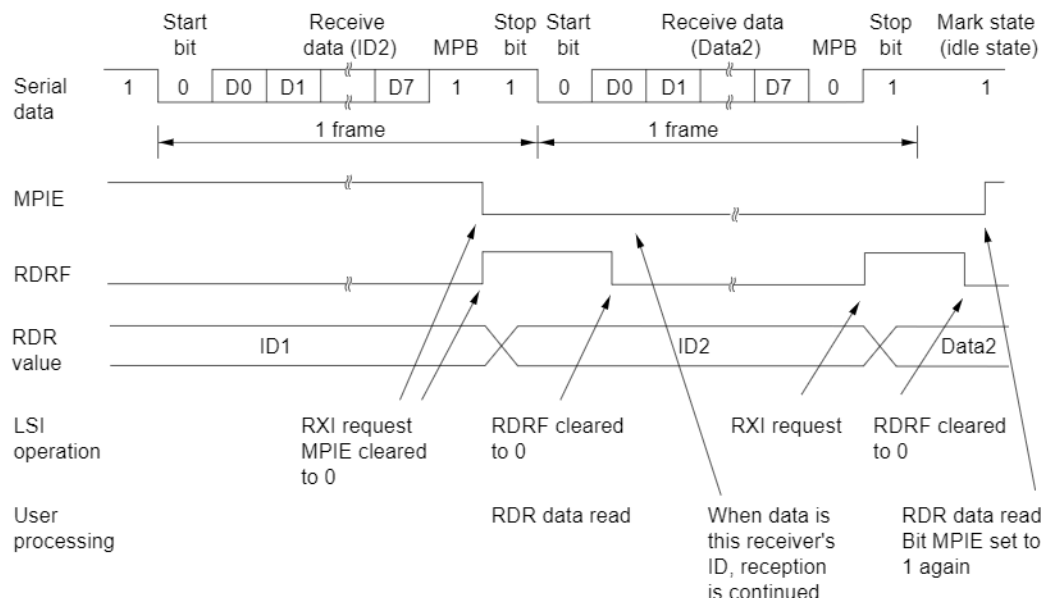 Start bit Receive data (ID2) MPB Stop bit Start bit Receive data (Data2) MPB Stop bit Mark state (idle state)
Serial data 1 0 D0 D1 D7 1 1 0 D0 D1 D7 0 1 1
1 frame 1 frame
MPIE
RDRF
RDR value ID1 ID2 Data2
LSI operation
RXI request
MPIE cleared
to 0
RDRF cleared
to 0
RXI request
RDRF cleared
to 0
User processing
RDR data read
When data is
this receiver's
ID, reception
is continued
RDR data read
Bit MPIE set to
1 again